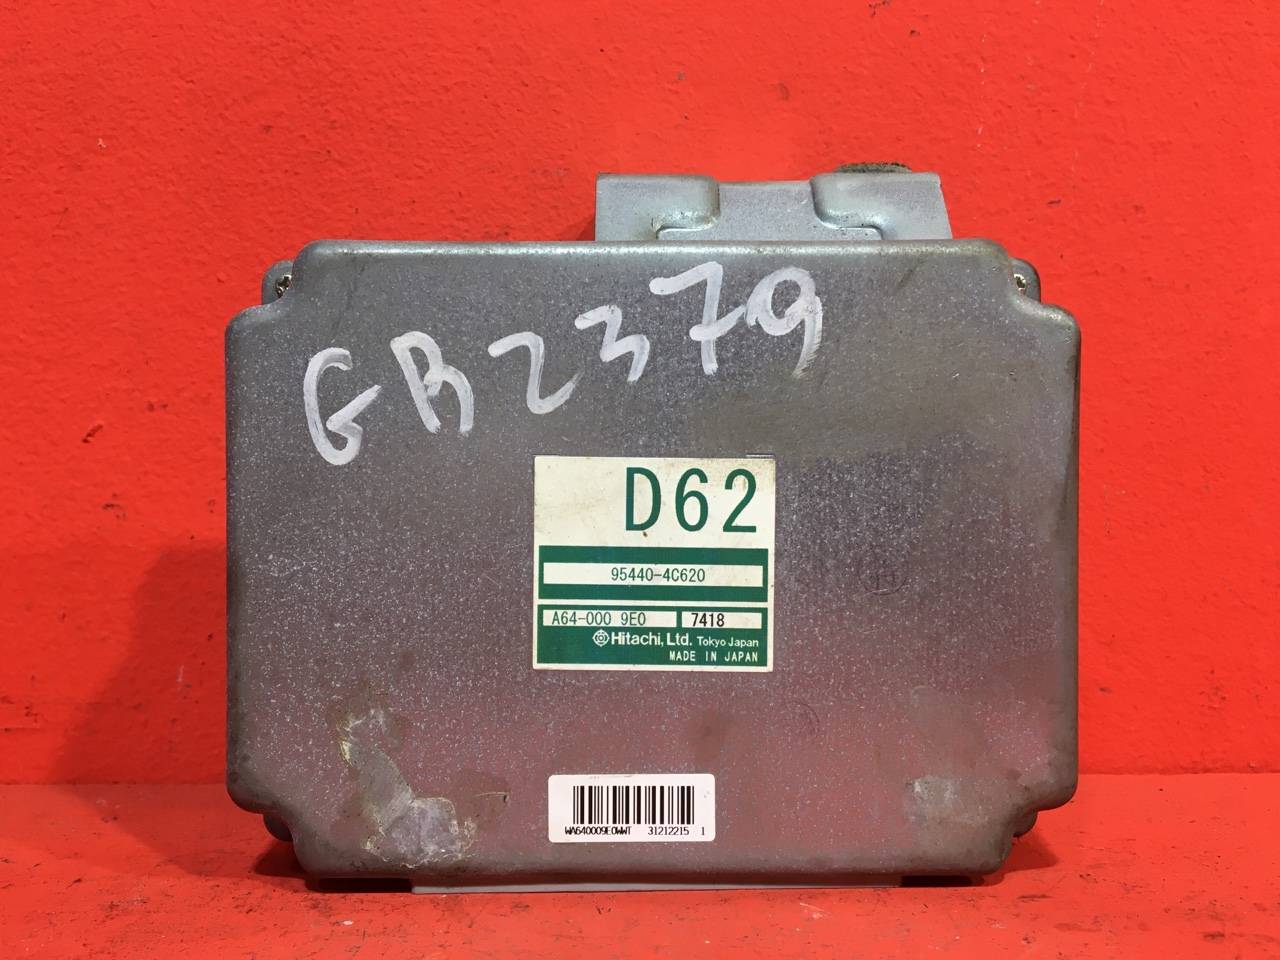 GB2379
D62
95440-4C620
A64-000 9E0 7418
Hitachi, Ltd. Tokyo Japan
MADE IN JAPAN
WA640009E0WWT 31212215 1